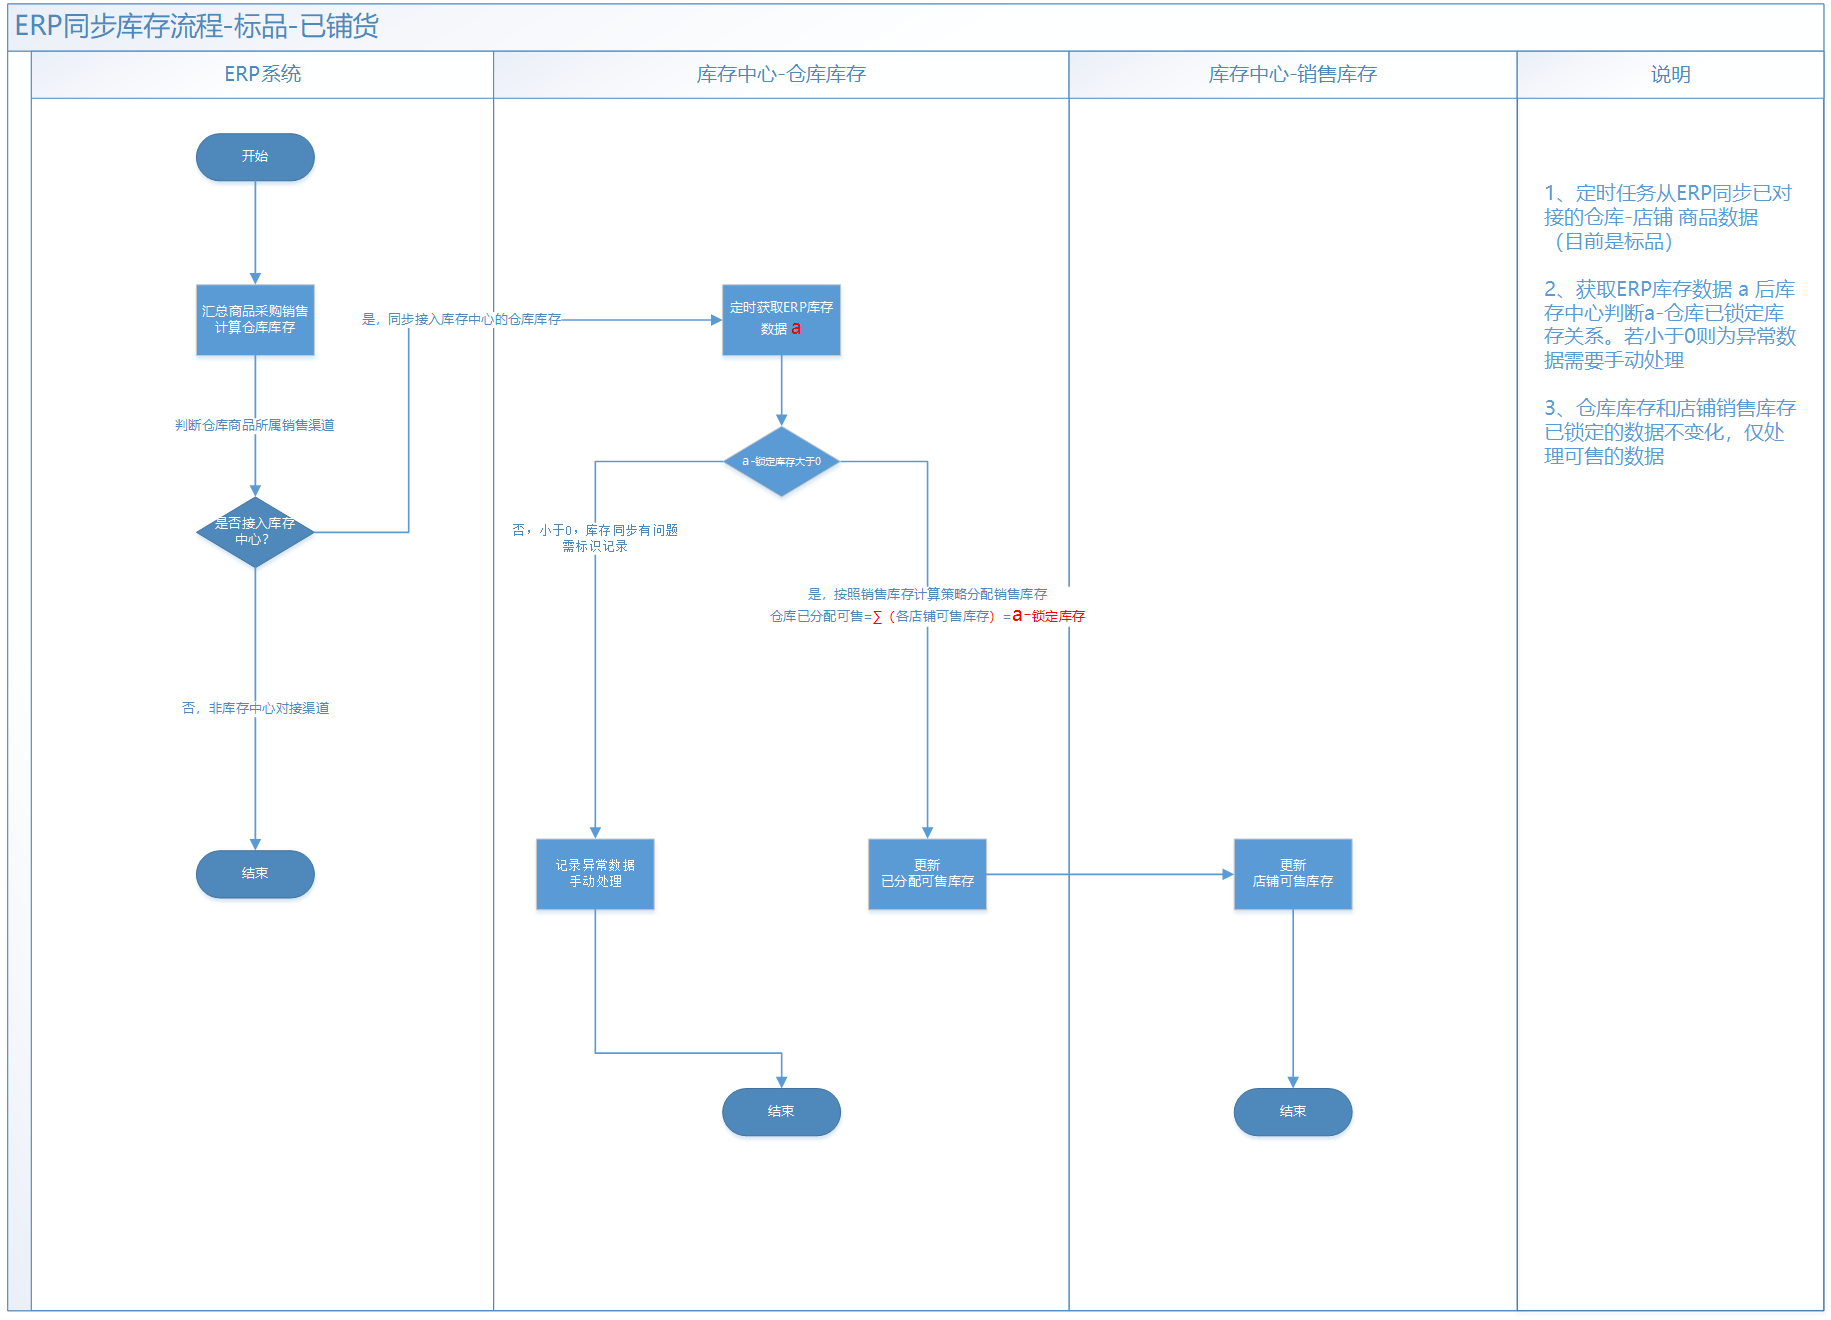 ERP同步库存流程-标品-已铺货
ERP系统
库存中心-仓库库存
库存中心-销售库存
说明
开始
汇总商品采购销售
计算仓库库存
判断仓库商品所属销售渠道
是否接入库存
中心？
是，同步接入库存中心的仓库库存
否，非库存中心对接渠道
结束
定时获取ERP库存
数据 a
a-锁定库存大于0
否，小于0，库存同步有问题
需标识记录
是，按照销售库存计算策略分配销售库存
仓库已分配可售=∑（各店铺可售库存）=a-锁定库存
记录异常数据
手动处理
更新
已分配可售库存
更新
店铺可售库存
结束
结束
1、定时任务从ERP同步已对
接的仓库-店铺 商品数据
（目前是标品）
2、获取ERP库存数据 a 后库
存中心判断a-仓库已锁定库
存关系。若小于0则为异常数
据需要手动处理
3、仓库库存和店铺销售库存
已锁定的数据不变化，仅处
理可售的数据